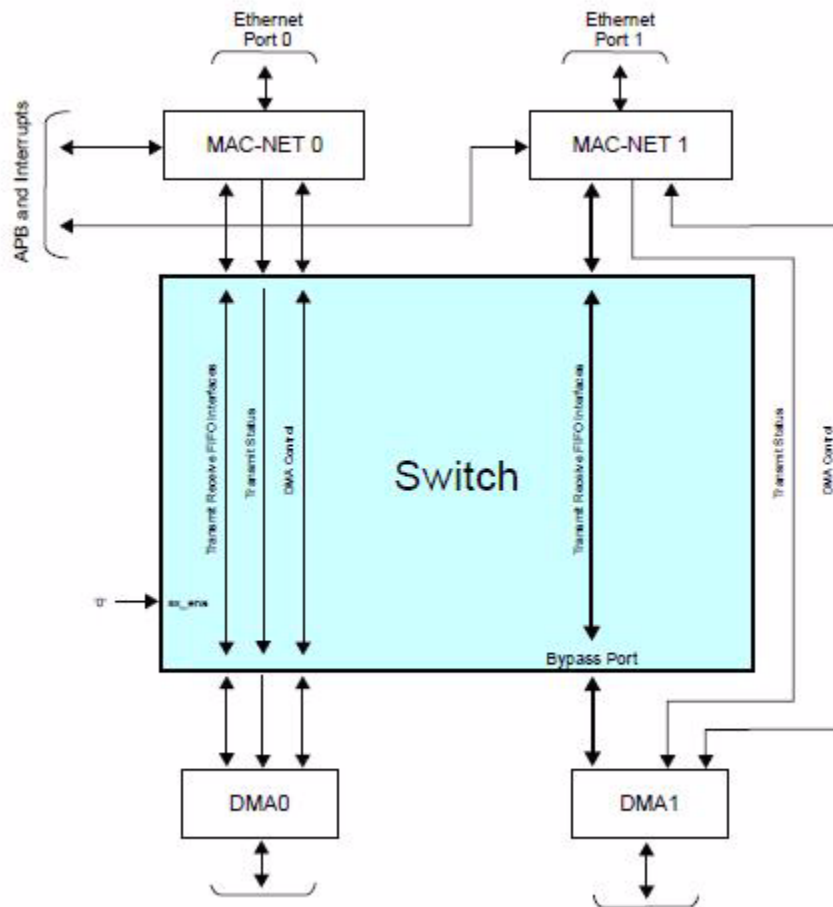 Ethernet
Port 0
Ethernet
Port 1
APB and Interrupts
MAC-NET 0
MAC-NET 1
Transmit Receive FIFO Interfaces
Transmit Status
DMA Control
Switch
Transmit Receive FIFO Interfaces
Transmit Status
DMA Control
'0'
sx_ena
Bypass Port
DMA0
DMA1